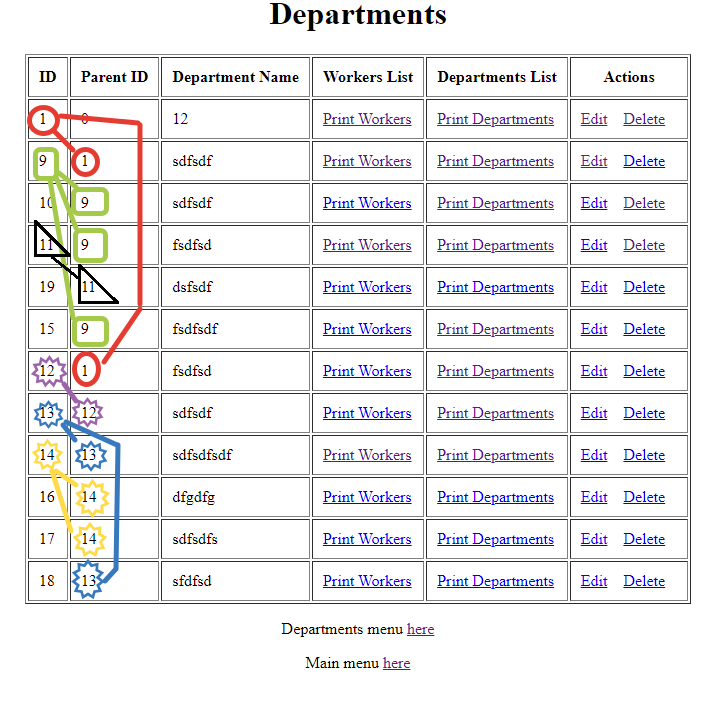 Departments
ID Parent ID Department Name Workers List Departments List Actions
1 0 12 Print Workers Print Departments Edit Delete
9 1 sdfsdf Print Workers Print Departments Edit Delete
10 9 sdfsdf Print Workers Print Departments Edit Delete
11 9 fsdfsd Print Workers Print Departments Edit Delete
19 11 dsfsdf Print Workers Print Departments Edit Delete
15 9 fsdfsdf Print Workers Print Departments Edit Delete
12 1 fsdfsd Print Workers Print Departments Edit Delete
13 12 sdfsdf Print Workers Print Departments Edit Delete
14 13 sdfsdfsdf Print Workers Print Departments Edit Delete
16 14 dfgdfg Print Workers Print Departments Edit Delete
17 14 sdfsdfs Print Workers Print Departments Edit Delete
18 13 sfdfsd Print Workers Print Departments Edit Delete
Departments menu here
Main menu here